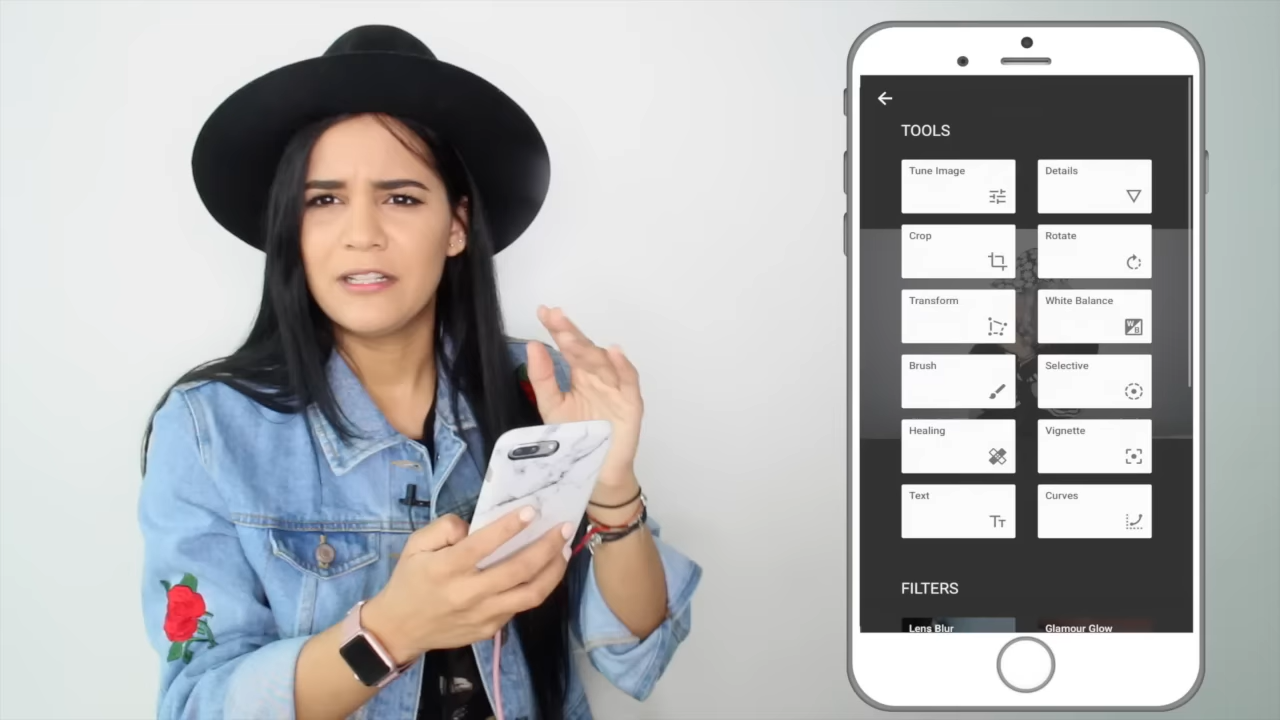 TOOLS
Tune Image
Details
Crop
Rotate
Transform
White Balance
Brush
Selective
Healing
Vignette
Text
Curves
FILTERS
Lens Blur
Glamour Glow